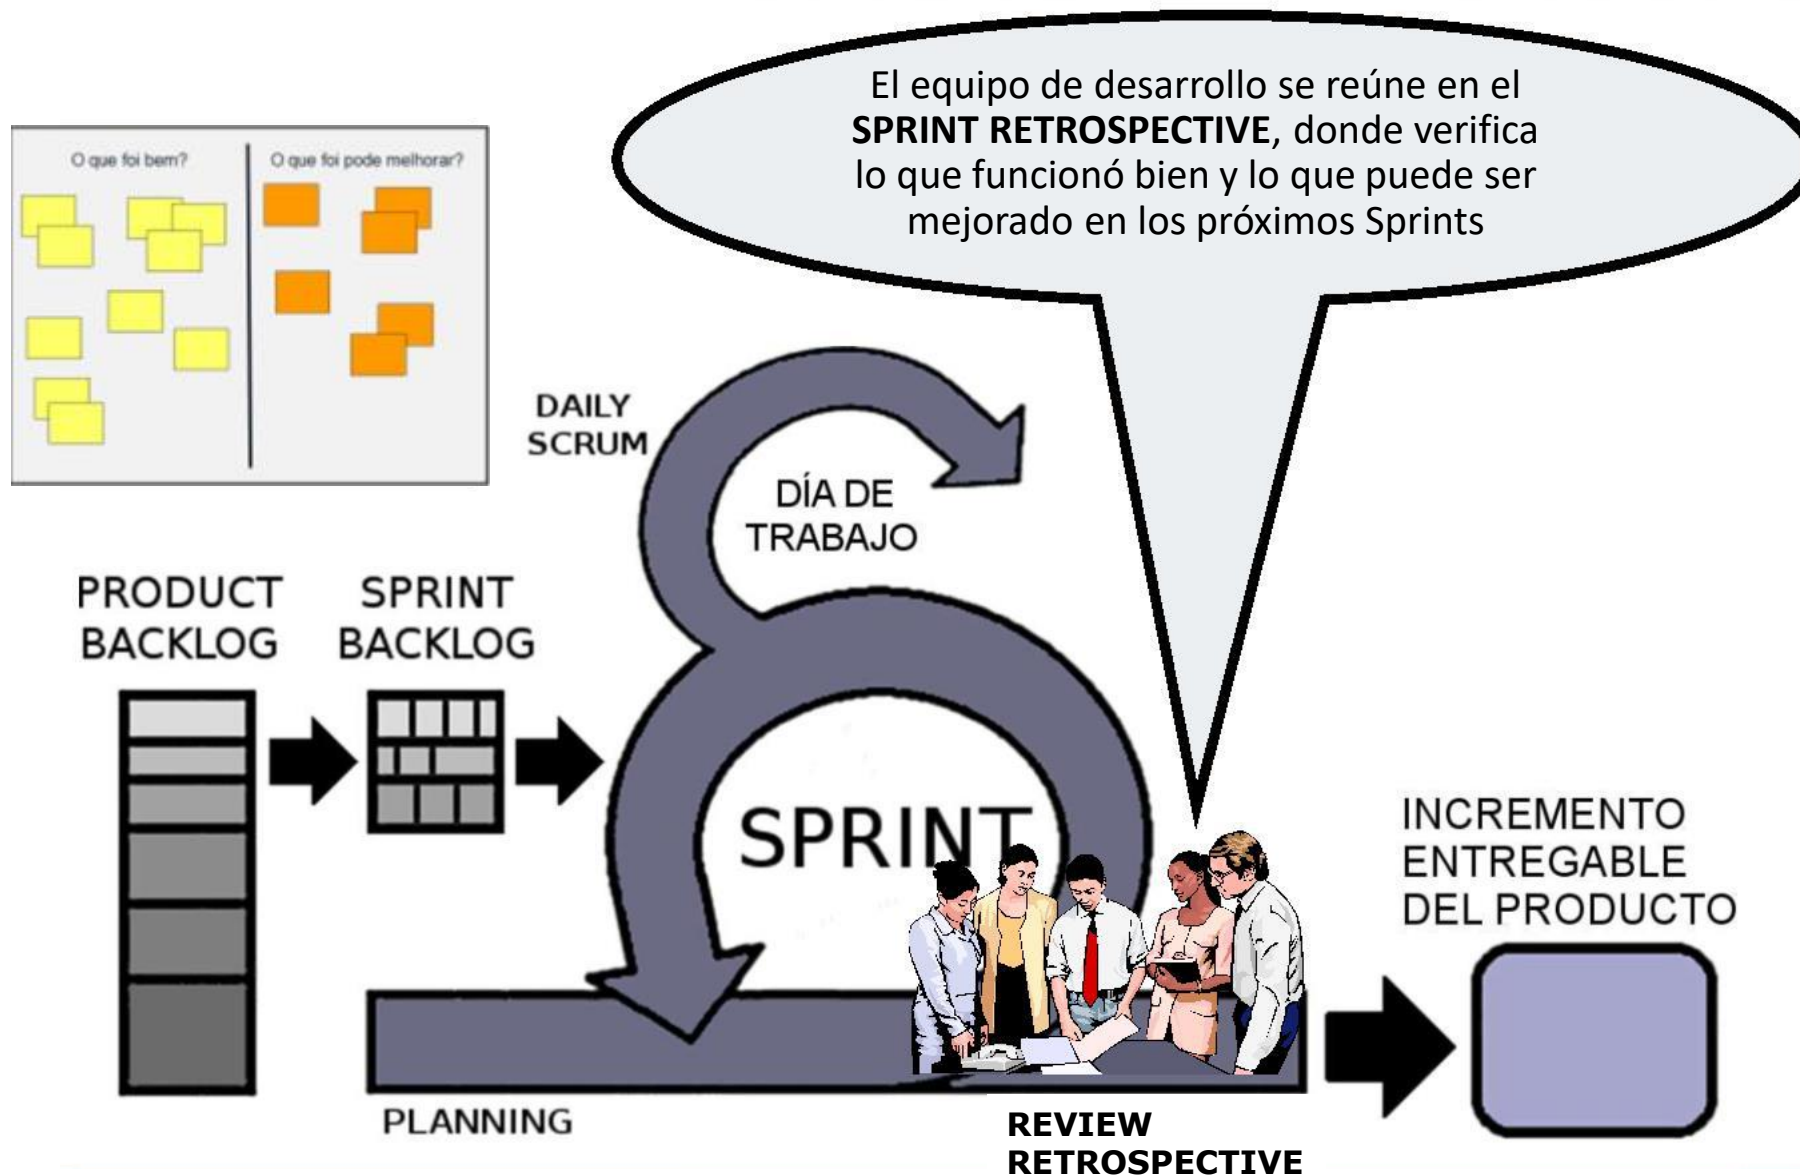 El equipo de desarrollo se reúne en el
SPRINT RETROSPECTIVE, donde verifica
lo que funcionó bien y lo que puede ser
mejorado en los próximos Sprints
O que foi bem?
O que foi pode melhorar?
DAILY
SCRUM
DÍA DE
TRABAJO
PRODUCT
BACKLOG
SPRINT
BACKLOG
SPRINT
INCREMENTO
ENTREGABLE
DEL PRODUCTO
PLANNING
REVIEW
RETROSPECTIVE